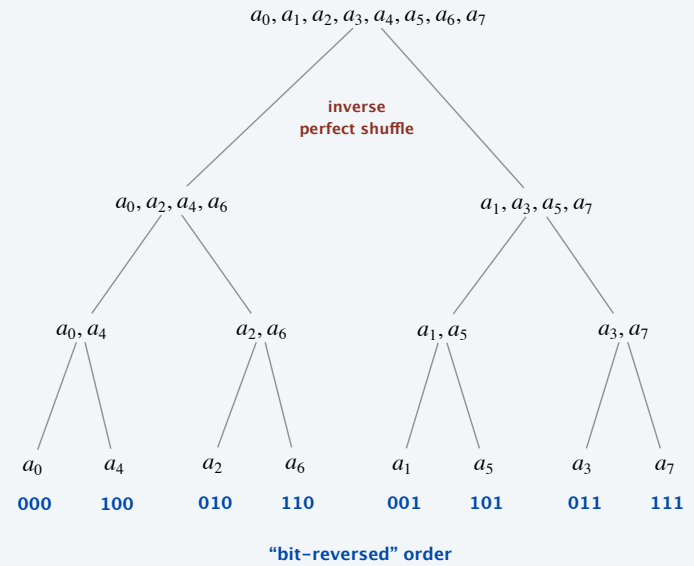 a₀, a₁, a₂, a₃, a₄, a₅, a₆, a₇
inverse
perfect shuffle
a₀, a₂, a₄, a₆ a₁, a₃, a₅, a₇
a₀, a₄ a₂, a₆ a₁, a₅ a₃, a₇
a₀ a₄ a₂ a₆ a₁ a₅ a₃ a₇
000 100 010 110 001 101 011 111
“bit-reversed” order